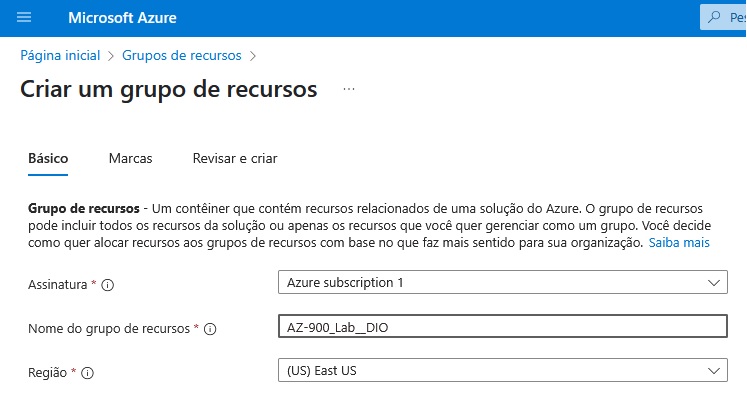 Microsoft Azure
Página inicial > Grupos de recursos >
Criar um grupo de recursos ...
Básico Marcas Revisar e criar
Grupo de recursos - Um contêiner que contém recursos relacionados de uma solução do Azure. O grupo de recursos
pode incluir todos os recursos da solução ou apenas os recursos que você quer gerenciar como um grupo. Você decide
como quer alocar recursos aos grupos de recursos com base no que faz mais sentido para sua organização. Saiba mais
Assinatura * Azure subscription 1
Nome do grupo de recursos * AZ-900_Lab__DIO
Região * (US) East US